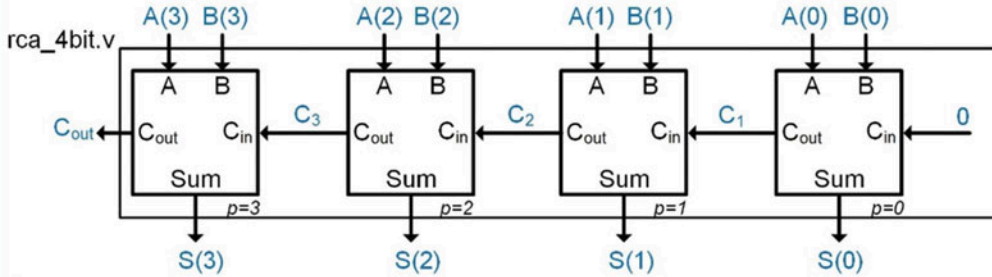 A(3) B(3) A(2) B(2) A(1) B(1) A(0) B(0)
rca_4bit.v
A B A B A B A B
C3 C2 C1 0
Cout Cout Cin Cout Cin Cout Cin Cout Cin
Sum Sum Sum Sum
p=3 p=2 p=1 p=0
S(3) S(2) S(1) S(0)